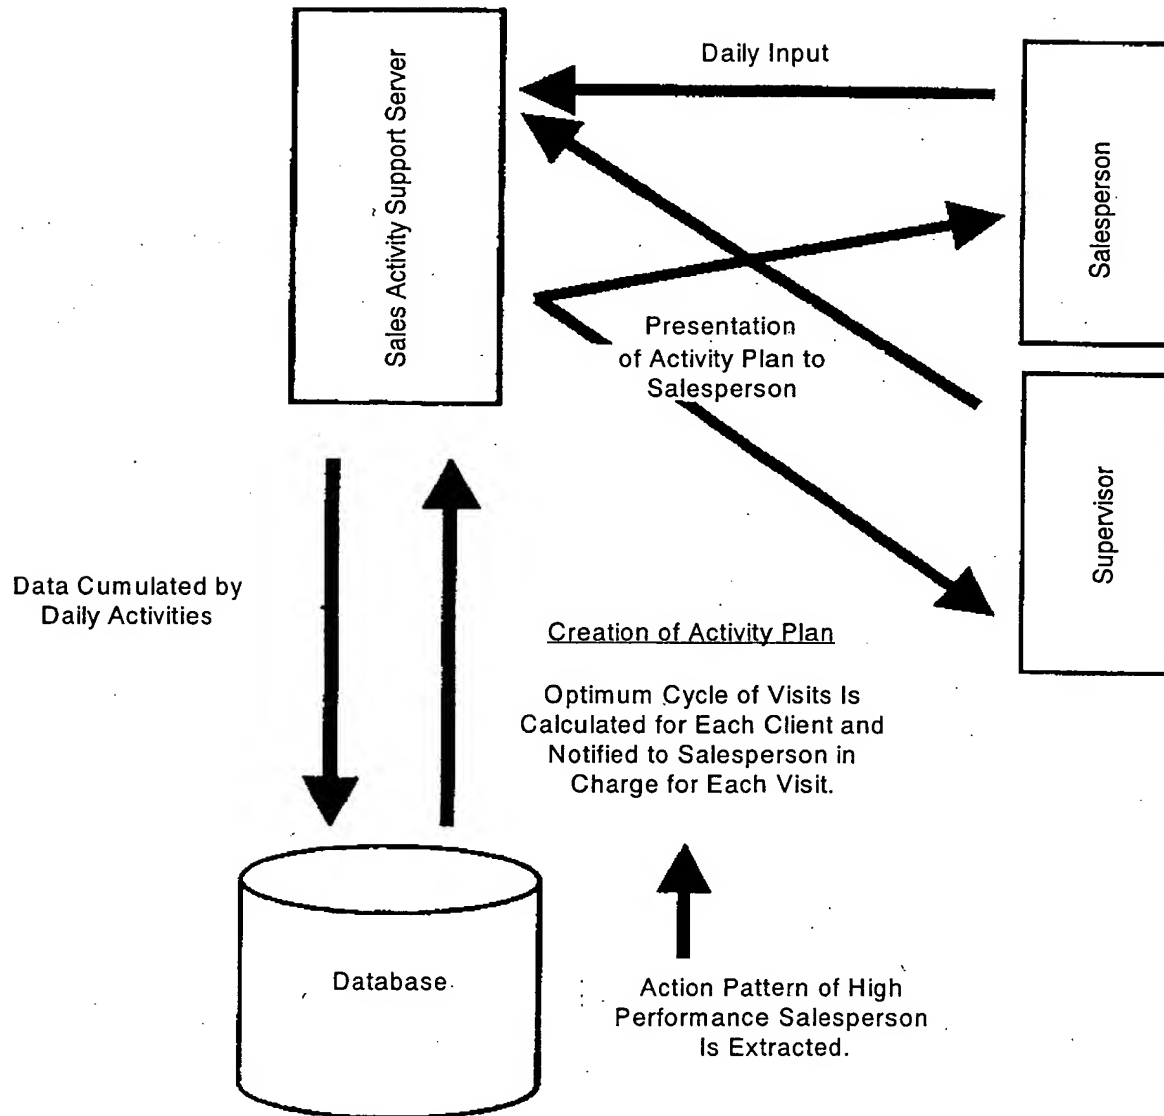 Sales Activity Support Server
Daily Input
Salesperson
Presentation
of Activity Plan to
Salesperson
Supervisor
Data Cumulated by
Daily Activities
Creation of Activity Plan
Optimum Cycle of Visits Is
Calculated for Each Client and
Notified to Salesperson in
Charge for Each Visit.
Database
Action Pattern of High
Performance Salesperson
Is Extracted.